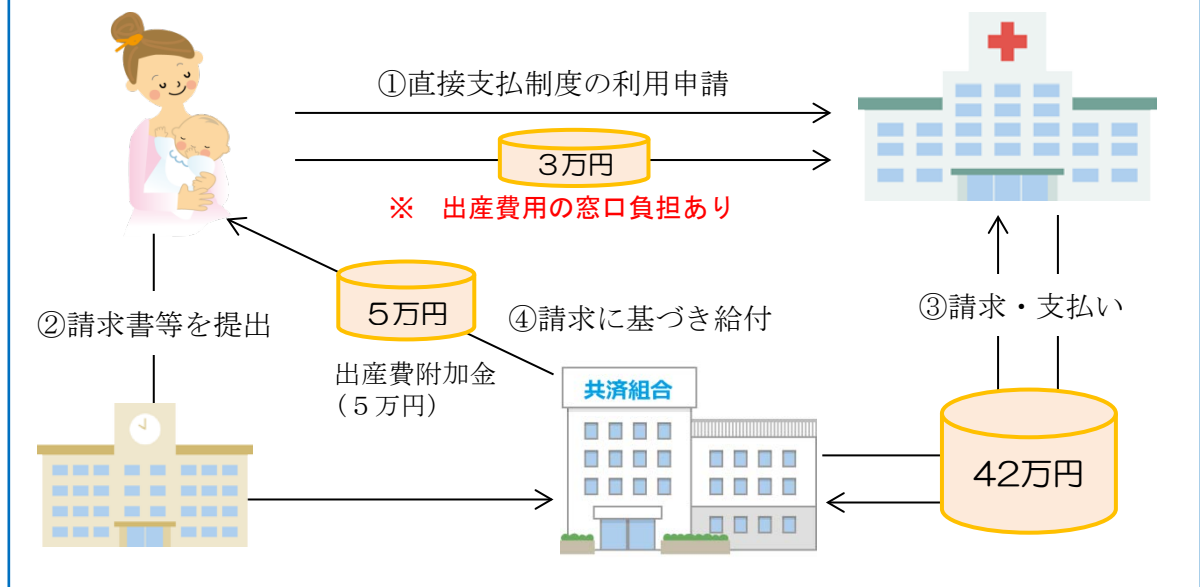 ①直接支払制度の利用申請
3万円
※　出産費用の窓口負担あり
②請求書等を提出
5万円
④請求に基づき給付
③請求・支払い
出産費附加金
(５万円)
共済組合
42万円